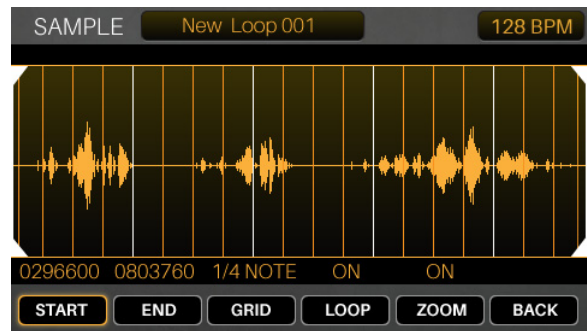 SAMPLE New Loop 001 128 BPM
0296600 0803760 1/4 NOTE ON ON
START END GRID LOOP ZOOM BACK